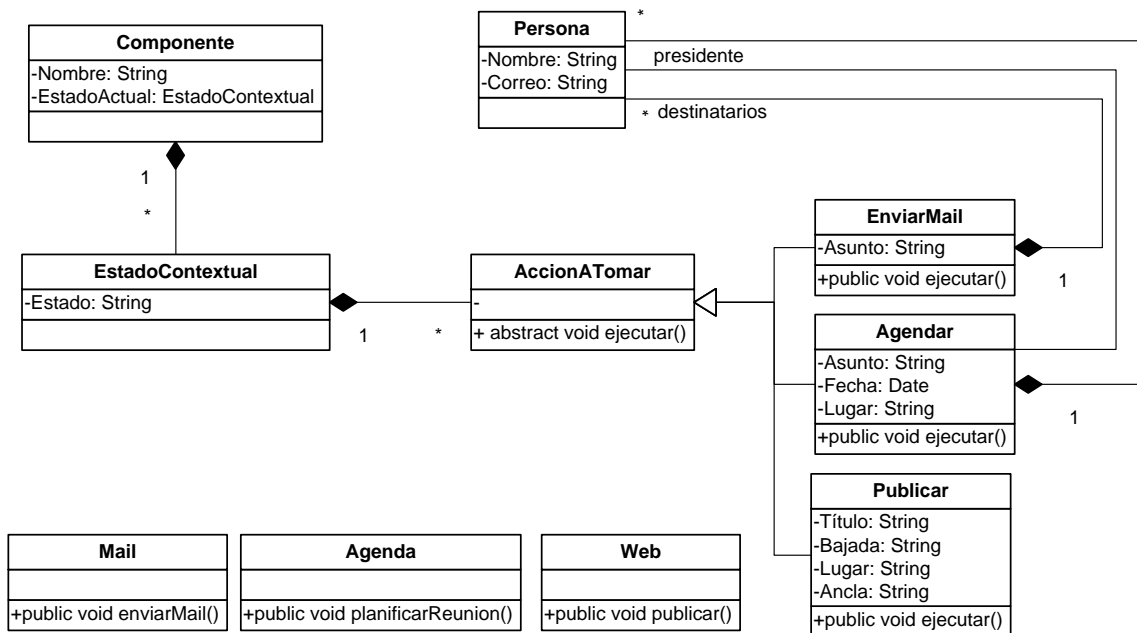 Componente
-Nombre: String
-EstadoActual: EstadoContextual
1
*
Persona
-Nombre: String
-Correo: String
*
presidente
* destinatarios
EstadoContextual
-Estado: String
1
*
AccionATomar
-
+ abstract void ejecutar()
EnviarMail
-Asunto: String
+public void ejecutar()
1
Agendar
-Asunto: String
-Fecha: Date
-Lugar: String
+public void ejecutar()
1
Publicar
-Título: String
-Bajada: String
-Lugar: String
-Ancla: String
+public void ejecutar()
Mail
+public void enviarMail()
Agenda
+public void planificarReunion()
Web
+public void publicar()